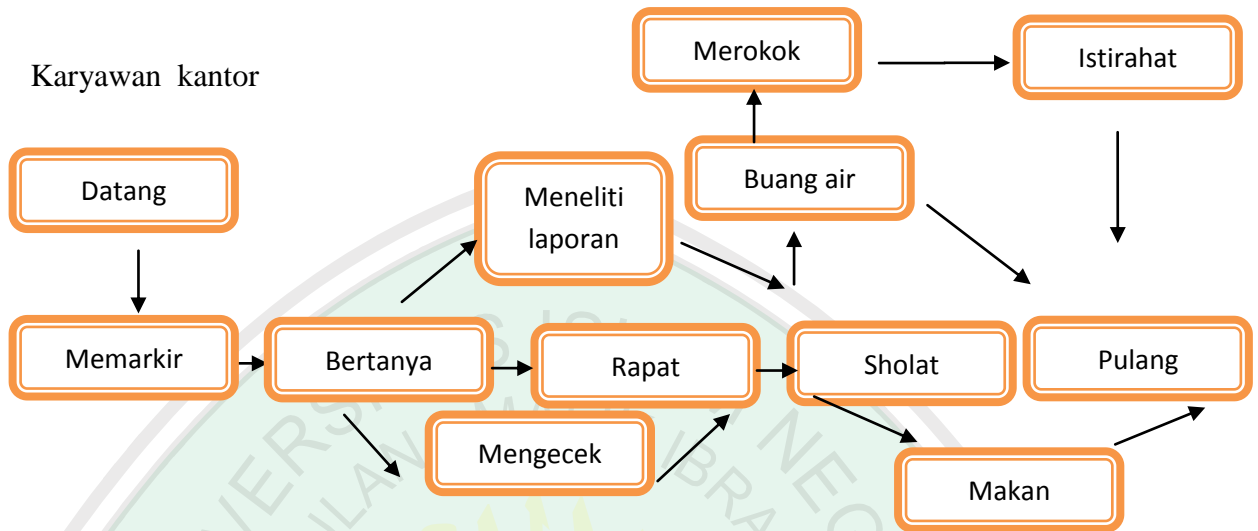 Karyawan kantor
Merokok
Istirahat
Datang
Meneliti
laporan
Buang air
Memarkir
Bertanya
Rapat
Sholat
Pulang
Mengecek
Makan